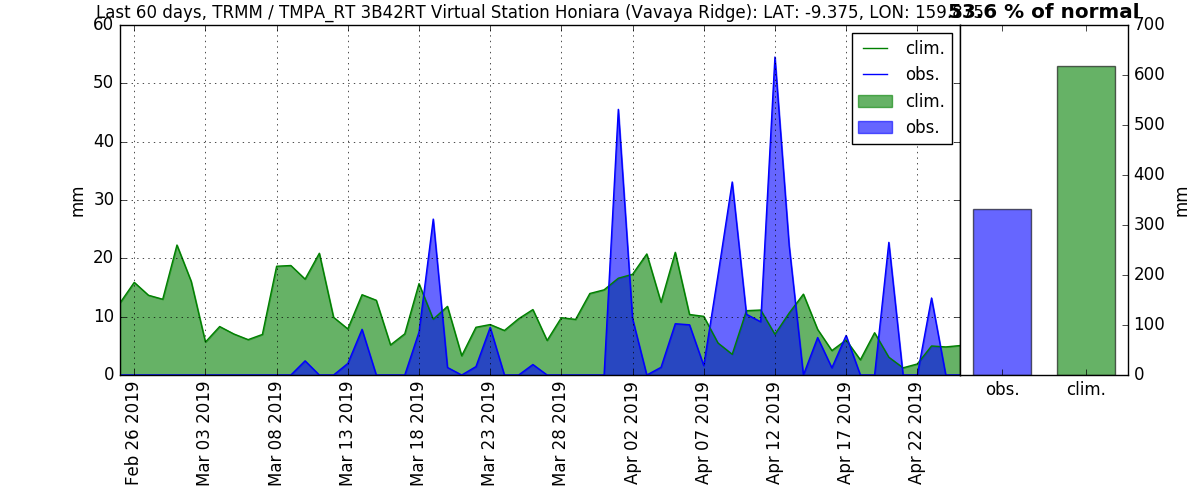 Last 60 days, TRMM / TMPA_RT 3B42RT Virtual Station Honiara (Vavaya Ridge): LAT: -9.375, LON:
53.6 % of normal
60
50
40
30
20
10
0
mm
clim.
obs.
clim.
obs.
700
600
500
400
300
200
100
0
mm
obs.
clim.
Feb 26 2019
Mar 03 2019
Mar 08 2019
Mar 13 2019
Mar 18 2019
Mar 23 2019
Mar 28 2019
Apr 02 2019
Apr 07 2019
Apr 12 2019
Apr 17 2019
Apr 22 2019